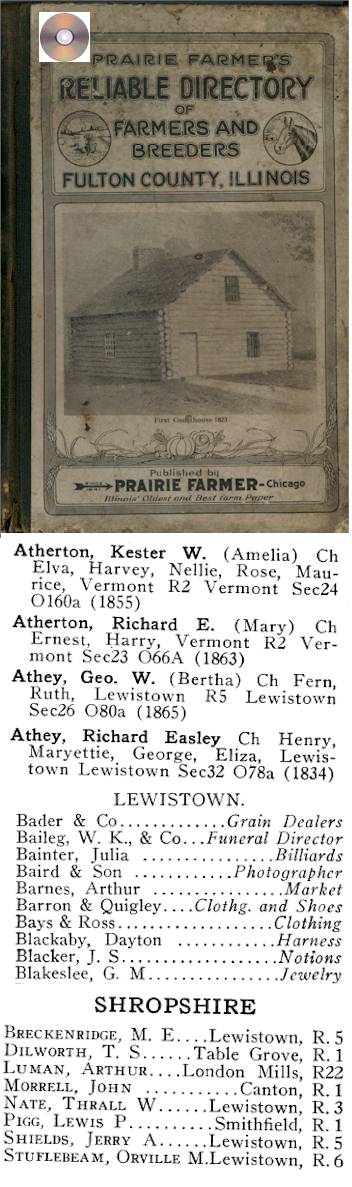 PRAIRIE FARMER'S
RELIABLE DIRECTORY
OF
FARMERS AND
BREEDERS
FULTON COUNTY, ILLINOIS
First Courthouse 1823
Published by
PRAIRIE FARMER-Chicago
Illinois' Oldest and Best farm Paper
Atherton, Kester W. (Amelia) Ch
Elva, Harvey, Nellie, Rose, Mau-
rice, Vermont R2 Vermont Sec24
O160a (1855)
Atherton, Richard E. (Mary) Ch
Ernest, Harry, Vermont R2 Ver-
mont Sec23 O66A (1863)
Athey, Geo. W. (Bertha) Ch Fern,
Ruth, Lewistown R5 Lewistown
Sec26 O80a (1865)
Athey, Richard Easley Ch Henry,
Maryettie, George, Eliza, Lewis-
town Lewistown Sec32 O78a (1834)
LEWISTOWN.
Bader & Co.............Grain Dealers
Baileg, W. K., & Co...Funeral Director
Bainter, Julia ................Billiards
Baird & Son ............Photographer
Barnes, Arthur ................Market
Barron & Quigley....Clothg. and Shoes
Bays & Ross...................Clothing
Blackaby, Dayton ............Harness
Blacker, J. S...................Notions
Blakeslee, G. M................Jewelry
SHROPSHIRE
BRECKENRIDGE, M. E....Lewistown, R. 5
DILWORTH, T. S......Table Grove, R. 1
LUMAN, ARTHUR....London Mills, R22
MORRELL, JOHN ...........Canton, R. 1
NATE, THRALL W......Lewistown, R. 3
PIGG, LEWIS P..........Smithfield, R. 1
SHIELDS, JERRY A......Lewistown, R. 5
STUFLEBEAM, ORVILLE M.Lewistown, R. 6